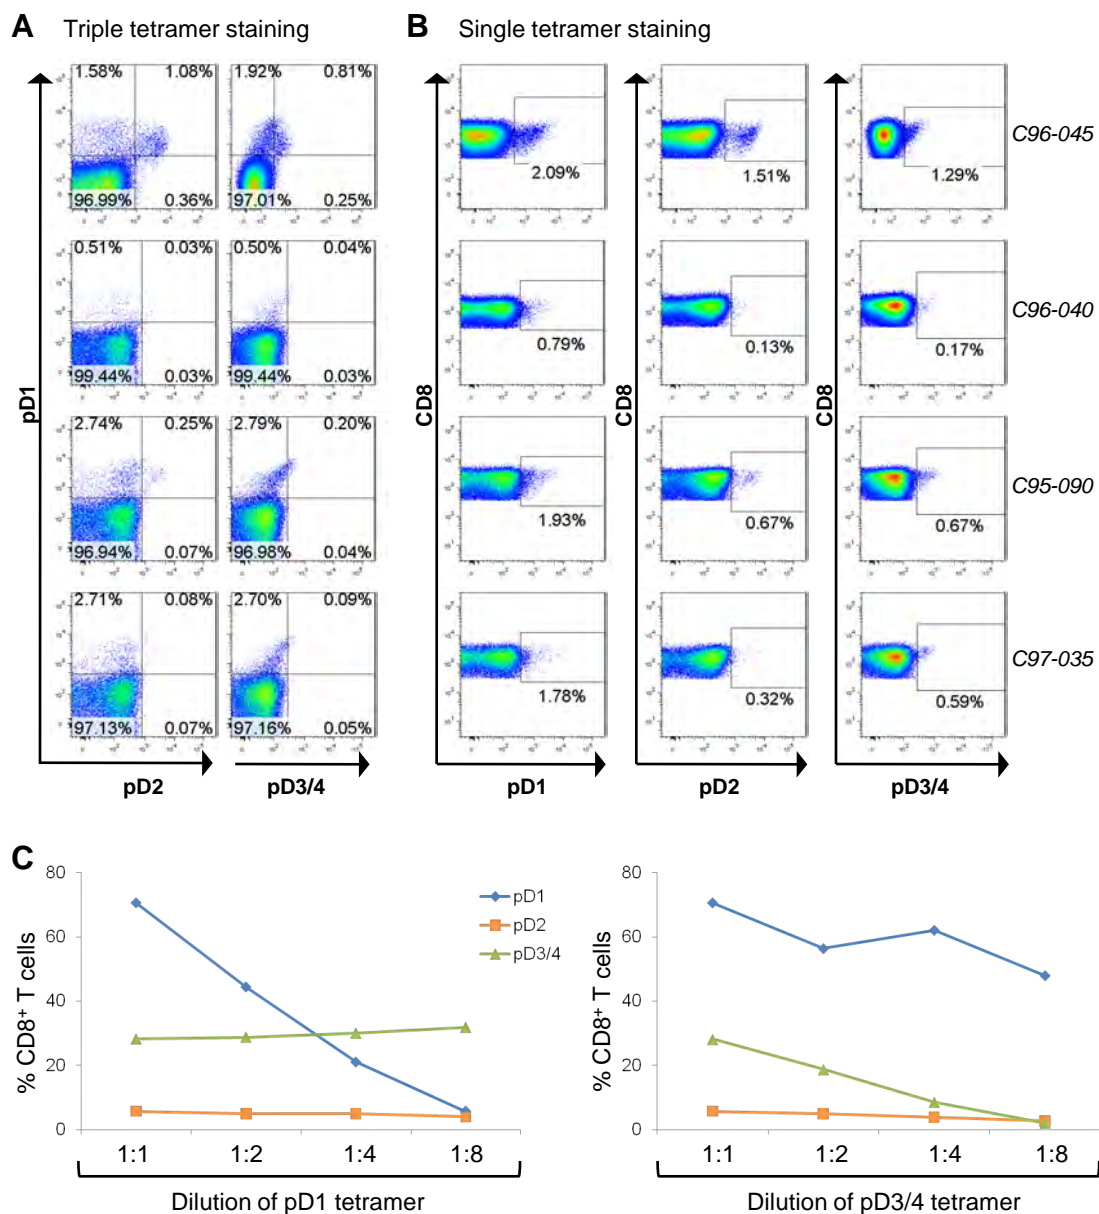 A Triple tetramer staining
B Single tetramer staining
1.58% 1.08% 1.92% 0.81%
96.99% 0.36% 97.01% 0.25%
2.09% 1.51% 1.29%
C96-045
0.51% 0.03% 0.50% 0.04%
99.44% 0.03% 99.44% 0.03%
0.79% 0.13% 0.17%
C96-040
2.74% 0.25% 2.79% 0.20%
96.94% 0.07% 96.98% 0.04%
1.93% 0.67% 0.67%
C95-090
2.71% 0.08% 2.70% 0.09%
97.13% 0.07% 97.16% 0.05%
1.78% 0.32% 0.59%
C97-035
pD1
CD8
CD8
CD8
pD2 pD3/4 pD1 pD2 pD3/4
C
% CD8+ T cells
80
60
40
20
0
pD1
pD2
pD3/4
1:1 1:2 1:4 1:8
Dilution of pD1 tetramer
% CD8+ T cells
80
60
40
20
0
1:1 1:2 1:4 1:8
Dilution of pD3/4 tetramer